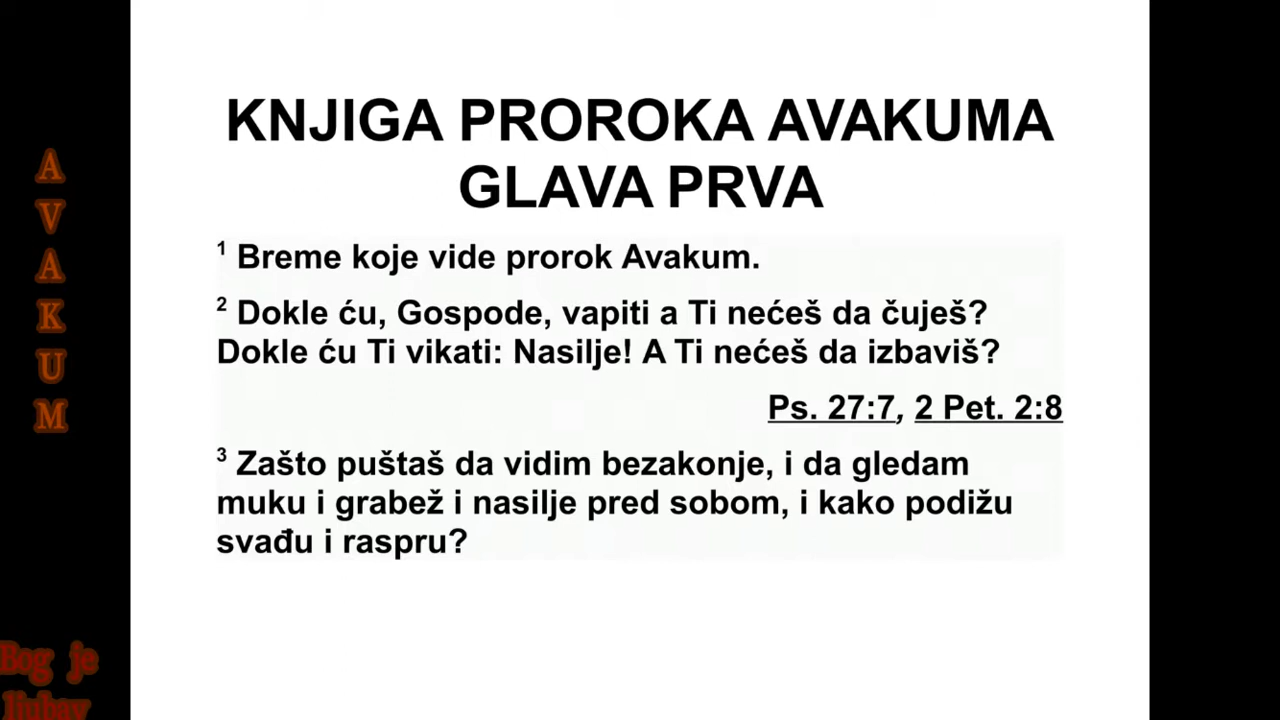 KNJIGA PROROKA AVAKUMA
GLAVA PRVA
1 Breme koje vide prorok Avakum.
2 Dokle ću, Gospode, vapiti a Ti nećeš da čuješ?
Dokle ću Ti vikati: Nasilje! A Ti nećeš da izbaviš?
Ps. 27:7, 2 Pet. 2:8
3 Zašto puštaš da vidim bezakonje, i da gledam
muku i grabež i nasilje pred sobom, i kako podižu
svađu i raspru?
A
V
A
K
U
M
Bog je
ljubav